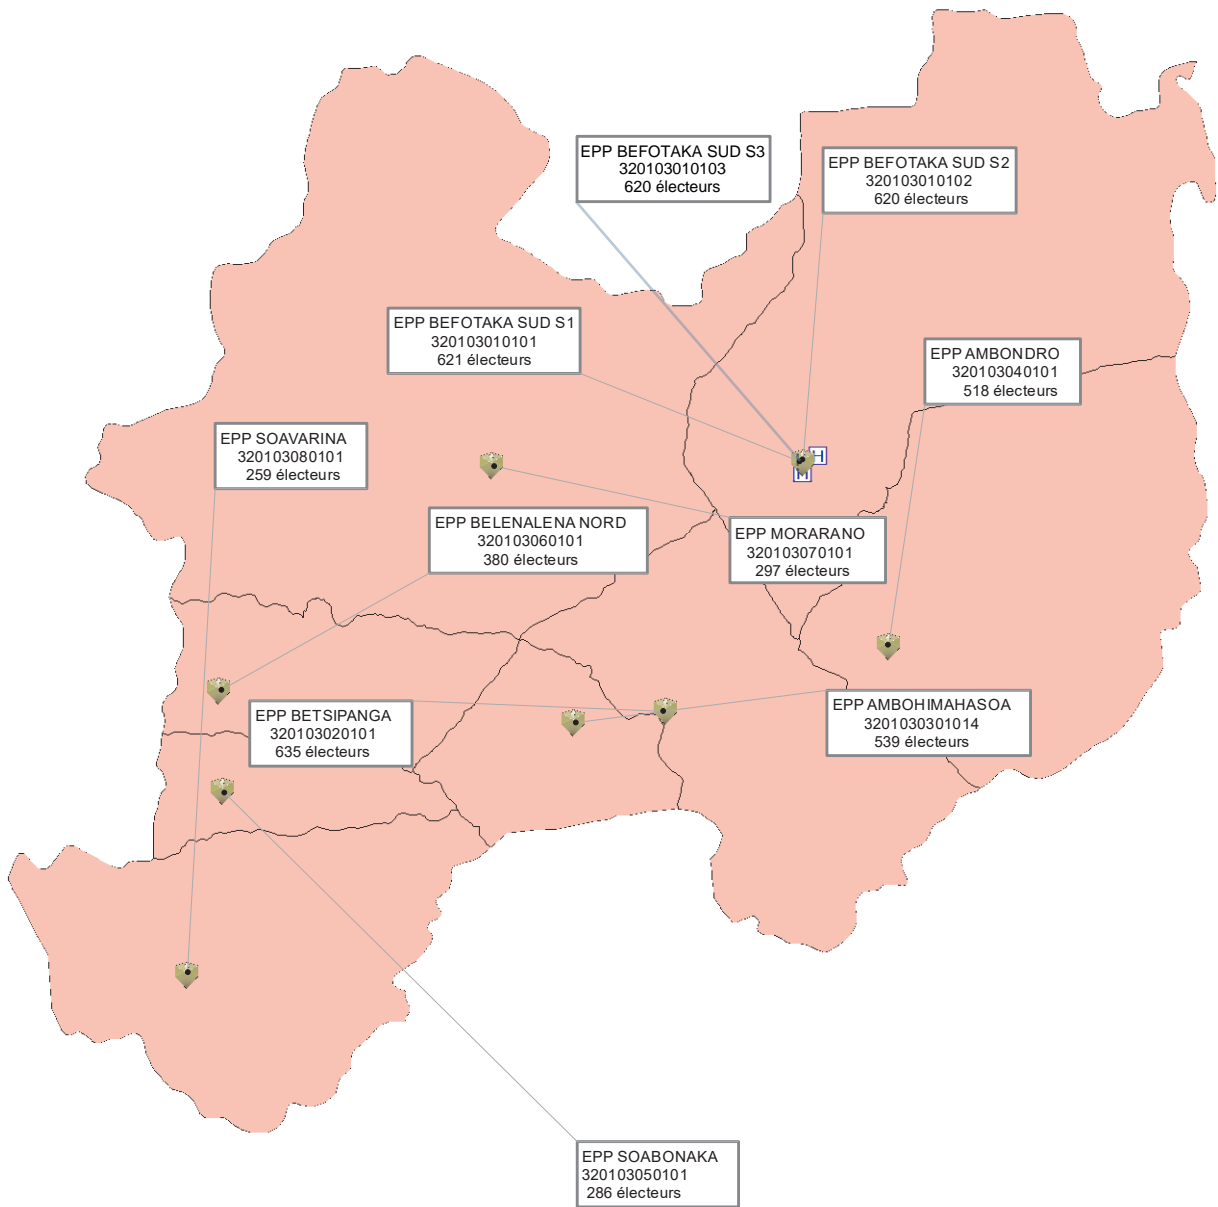 EPP BEFOTAKA SUD S3
320103010103
620 électeurs
EPP BEFOTAKA SUD S2
320103010102
620 électeurs
EPP BEFOTAKA SUD S1
320103010101
621 électeurs
EPP AMBONDRO
320103040101
518 électeurs
EPP SOAVARINA
320103080101
259 électeurs
H
H
EPP BELENALENA NORD
320103060101
380 électeurs
EPP MORARANO
320103070101
297 électeurs
EPP BETSIPANGA
320103020101
635 électeurs
EPP AMBOHIMAHASOA
3201030301014
539 électeurs
EPP SOABONAKA
320103050101
286 électeurs